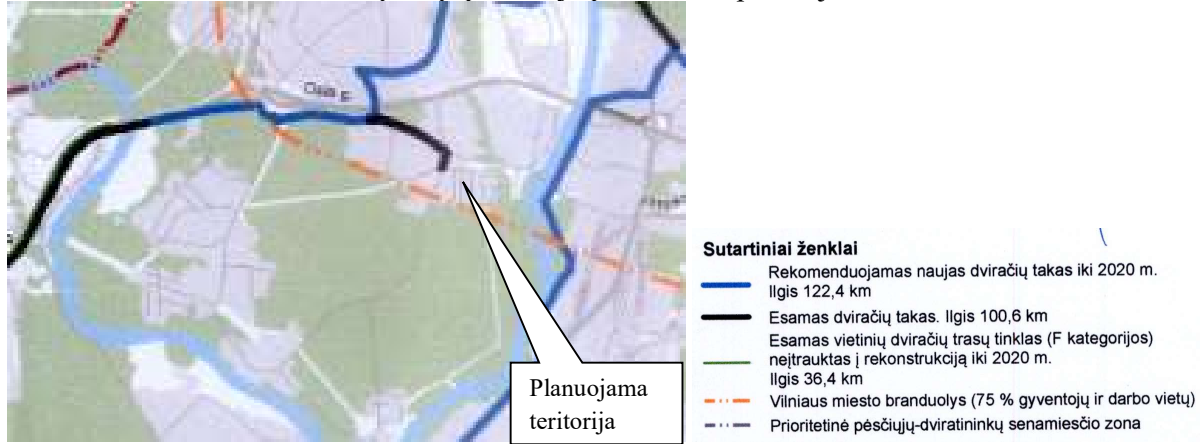 Planuojama
teritorija
Sutartiniai ženklai
Rekomenduojamas naujas dviračių takas iki 2020 m.
Ilgis 122,4 km
Esamas dviračių takas. Ilgis 100,6 km
Esamas vietinių dviračių trasų tinklas (F kategorijos)
neįtrauktas į rekonstrukciją iki 2020 m.
Ilgis 36,4 km
Vilniaus miesto branduolys (75 % gyventojų ir darbo vietų)
Prioritetinė pėsčiųjų-dviratininkų senamiesčio zona